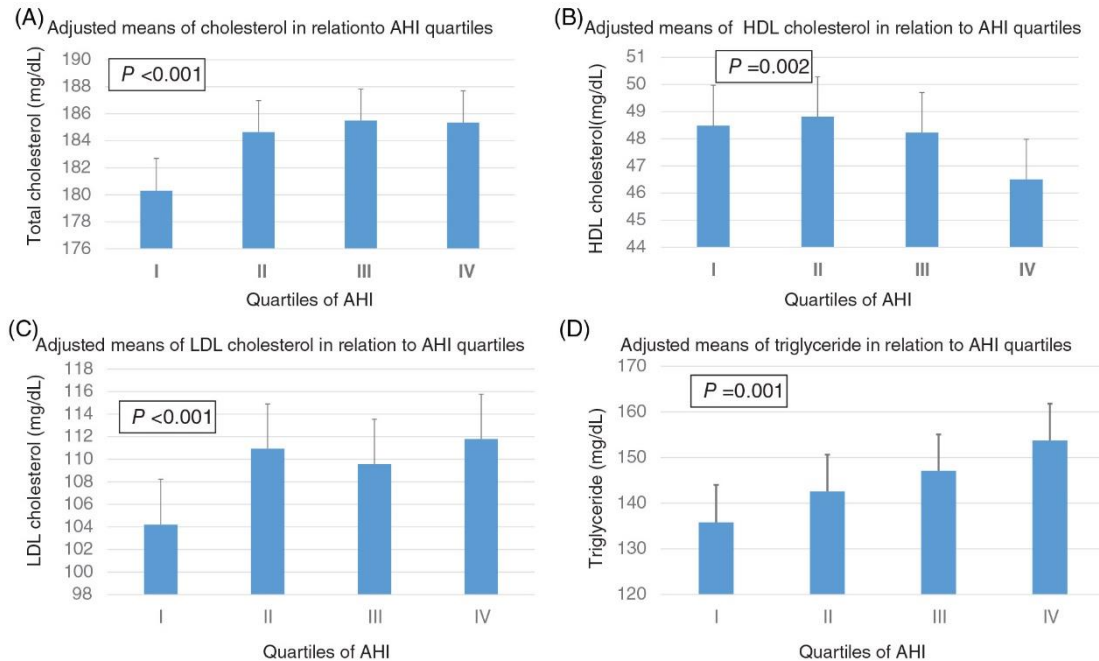 (A)
Adjusted means of cholesterol in relationto AHI quartiles
P <0.001
Total cholesterol (mg/dL)
190
188
186
184
182
180
178
176
I II III IV
Quartiles of AHI
(B)
Adjusted means of HDL cholesterol in relation to AHI quartiles
P =0.002
HDL cholesterol(mg/dL)
51
50
49
48
47
46
45
44
I II III IV
Quartiles of AHI
(C)
Adjusted means of LDL cholesterol in relation to AHI quartiles
P <0.001
LDL cholesterol (mg/dL)
118
116
114
112
110
108
106
104
102
100
98
I II III IV
Quartiles of AHI
(D)
Adjusted means of triglyceride in relation to AHI quartiles
P =0.001
Triglyceride (mg/dL)
170
160
150
140
130
120
I II III IV
Quartiles of AHI